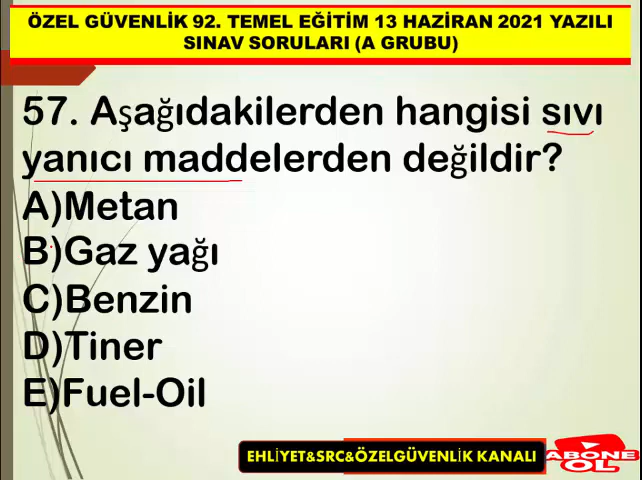 ÖZEL GÜVENLİK 92. TEMEL EĞİTİM 13 HAZİRAN 2021 YAZILI
SINAV SORULARI (A GRUBU)
57. Aşağıdakilerden hangisi sıvı
yanıcı maddelerden değildir?
A)Metan
B)Gaz yağı
C)Benzin
D)Tiner
E)Fuel-Oil
EHLİYET&SRC&ÖZELGÜVENLİK KANALI
ABONE
OL